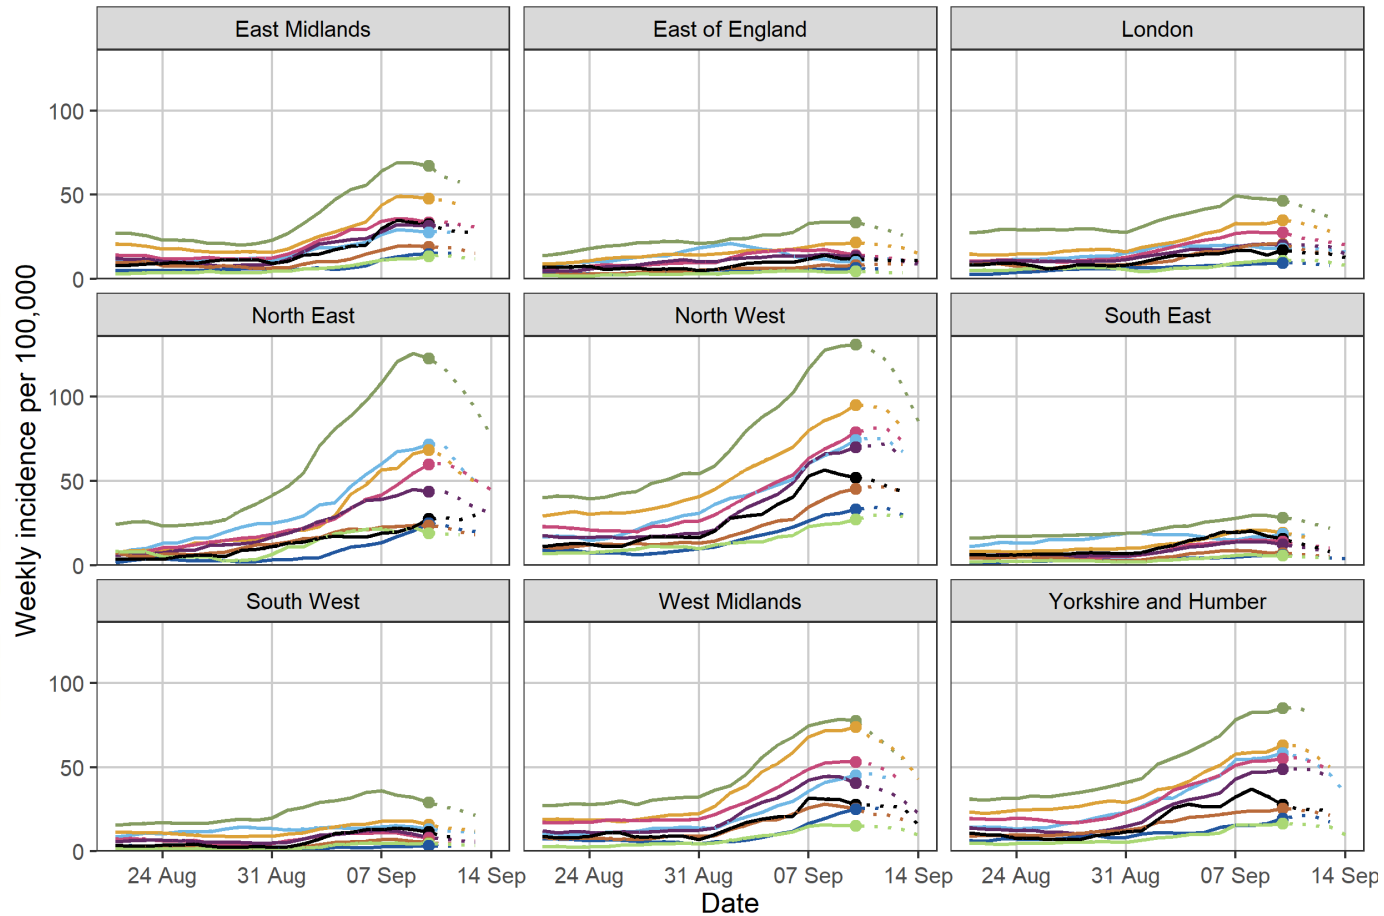 East Midlands
East of England
London
100
50
0
North East
North West
South East
100
50
0
South West
West Midlands
Yorkshire and Humber
100
50
0
24 Aug
31 Aug
07 Sep
14 Sep
24 Aug
31 Aug
07 Sep
14 Sep
24 Aug
31 Aug
07 Sep
14 Sep
Date
Weekly incidence per 100,000